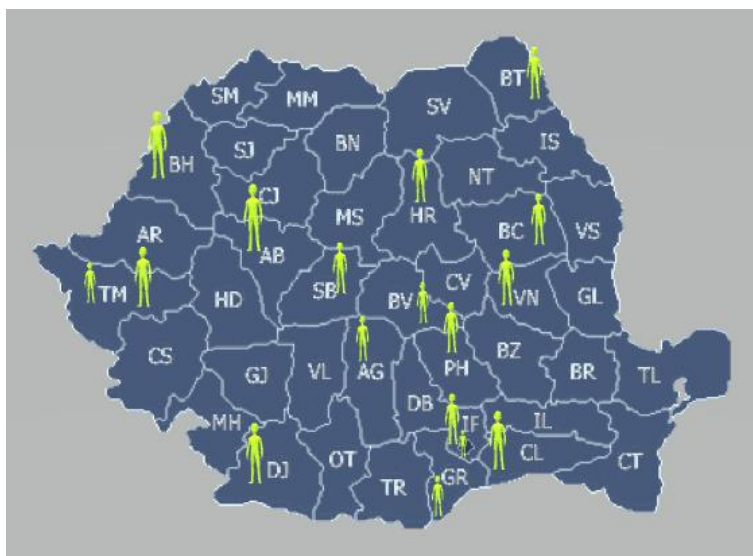 BT
SM
MM
SV
IS
BN
SJ
NT
BH
CJ
HR
MS
BC
VS
AR
AB
CV
TM
SB
BV
VN
GL
HD
BZ
CS
GJ
VL
AG
PH
BR
TL
DB
MH
IF
IL
CL
OT
DJ
CT
TR
GR